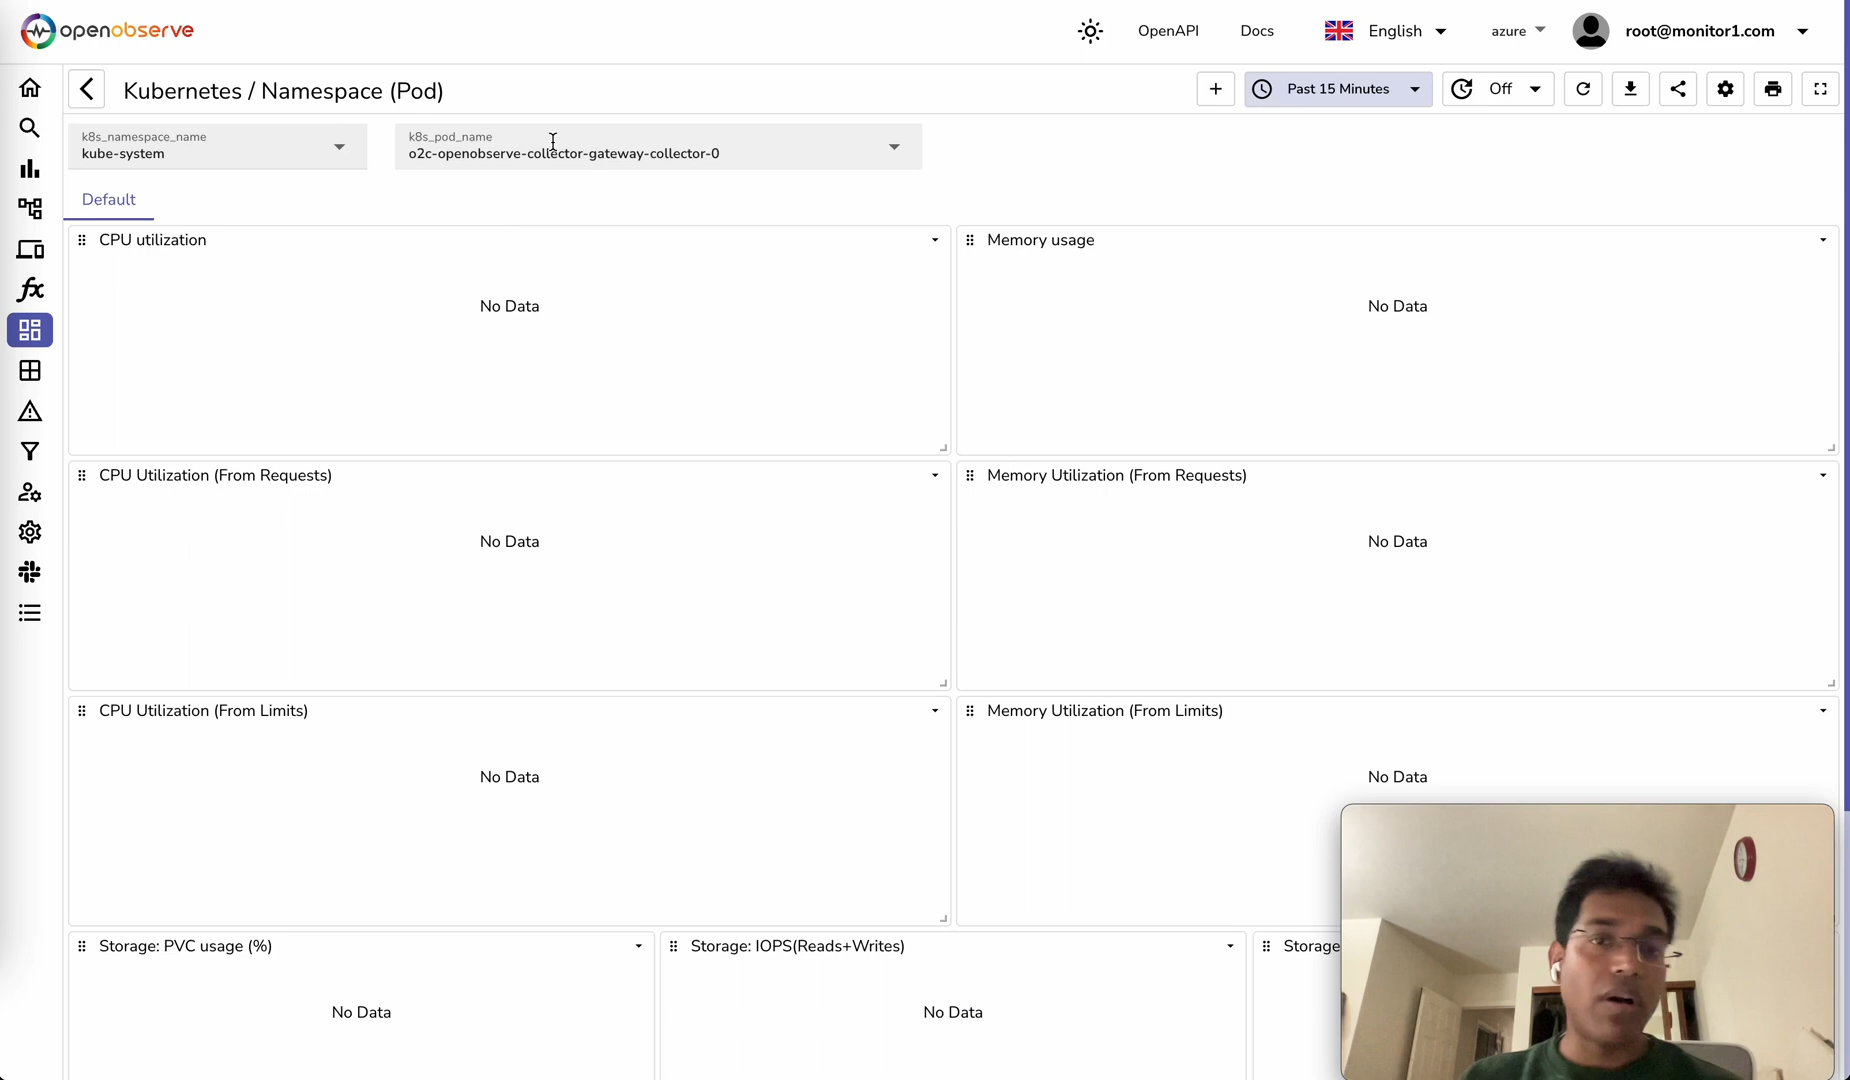 openobserve
OpenAPI
Docs
English
azure
root@monitor1.com
Kubernetes / Namespace (Pod)
Past 15 Minutes
Off
k8s_namespace_name
kube-system
k8s_pod_name
o2c-openobserve-collector-gateway-collector-0
Default
CPU utilization
No Data
Memory usage
No Data
CPU Utilization (From Requests)
No Data
Memory Utilization (From Requests)
No Data
CPU Utilization (From Limits)
No Data
Memory Utilization (From Limits)
No Data
Storage: PVC usage (%)
No Data
Storage: IOPS(Reads+Writes)
No Data
Storage